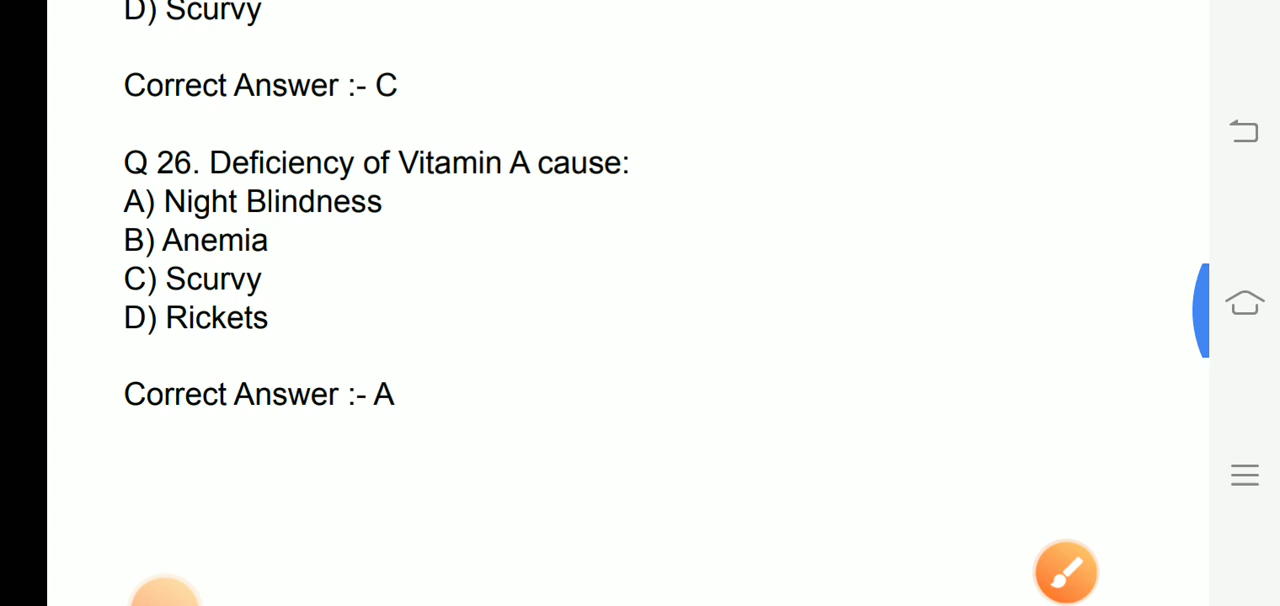 D) Scurvy
Correct Answer :- C
Q 26. Deficiency of Vitamin A cause:
A) Night Blindness
B) Anemia
C) Scurvy
D) Rickets
Correct Answer :- A